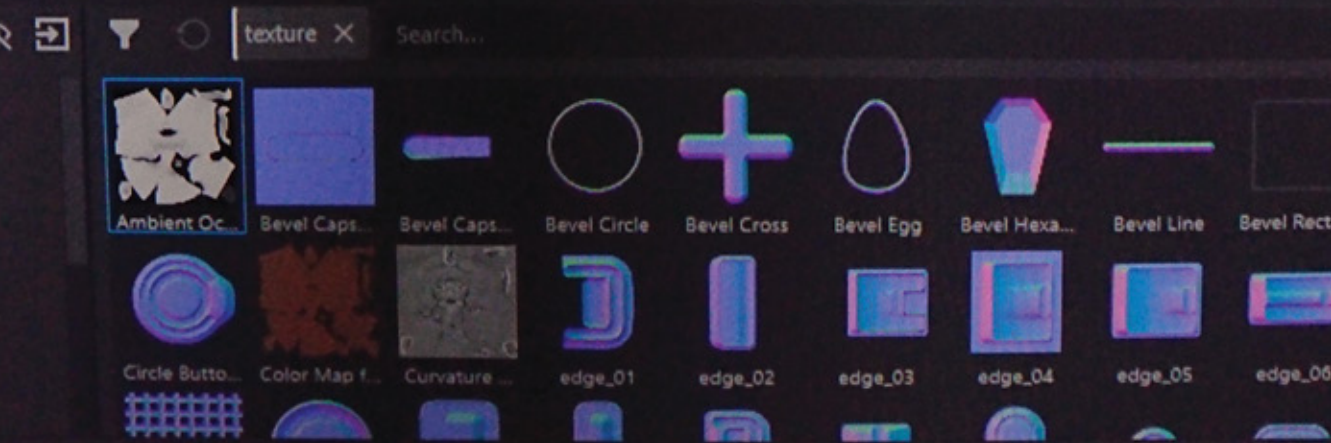 texture × Search...
Ambient Oc... Bevel Caps... Bevel Caps... Bevel Circle Bevel Cross Bevel Egg Bevel Hexa... Bevel Line Bevel Rect
Circle Butto... Color Map f... Curvature ... edge_01 edge_02 edge_03 edge_04 edge_05 edge_06